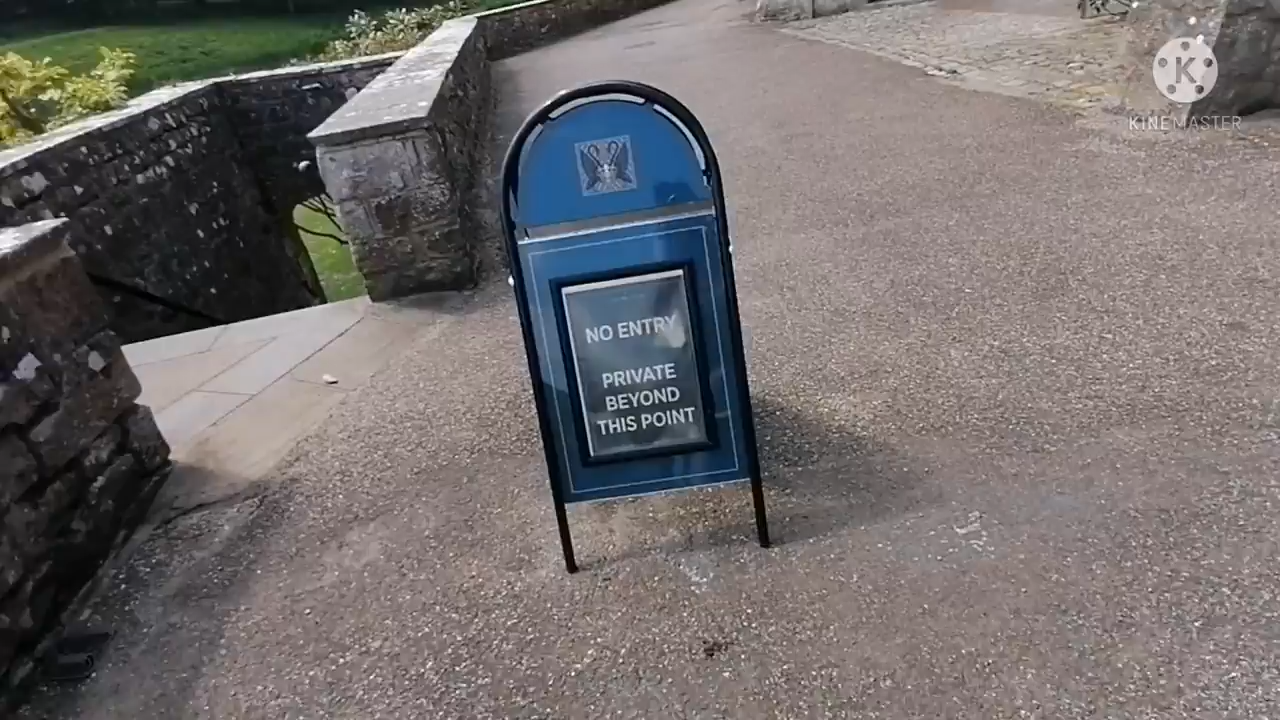 KINEMASTER
NO ENTRY
PRIVATE
BEYOND
THIS POINT